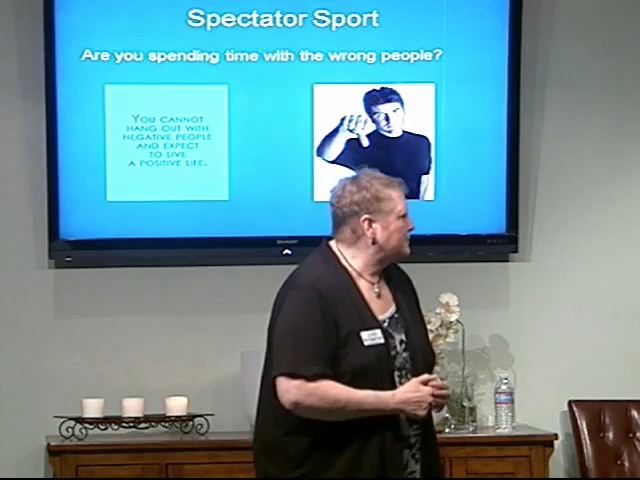 Spectator Sport
Are you spending time with the wrong people?
YOU CANNOT
HANG OUT WITH
NEGATIVE PEOPLE
AND EXPECT
TO LIVE
A POSITIVE LIFE.
SHARP